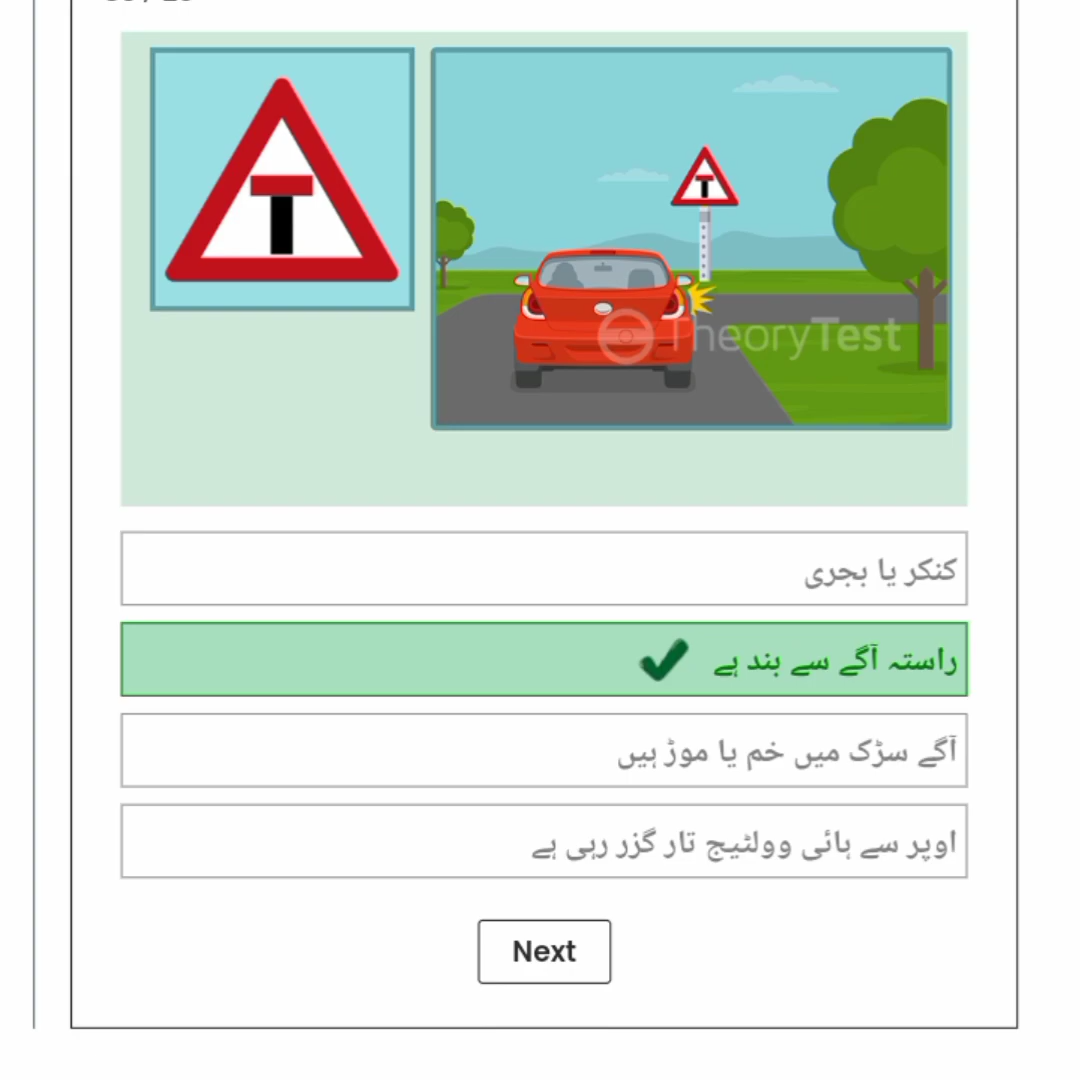 TheoryTest
کنکر یا بجری
راستہ آگے سے بند ہے
آگے سڑک میں خم یا موڑ ہیں
اوپر سے ہائی وولٹیج تار گزر رہی ہے
Next